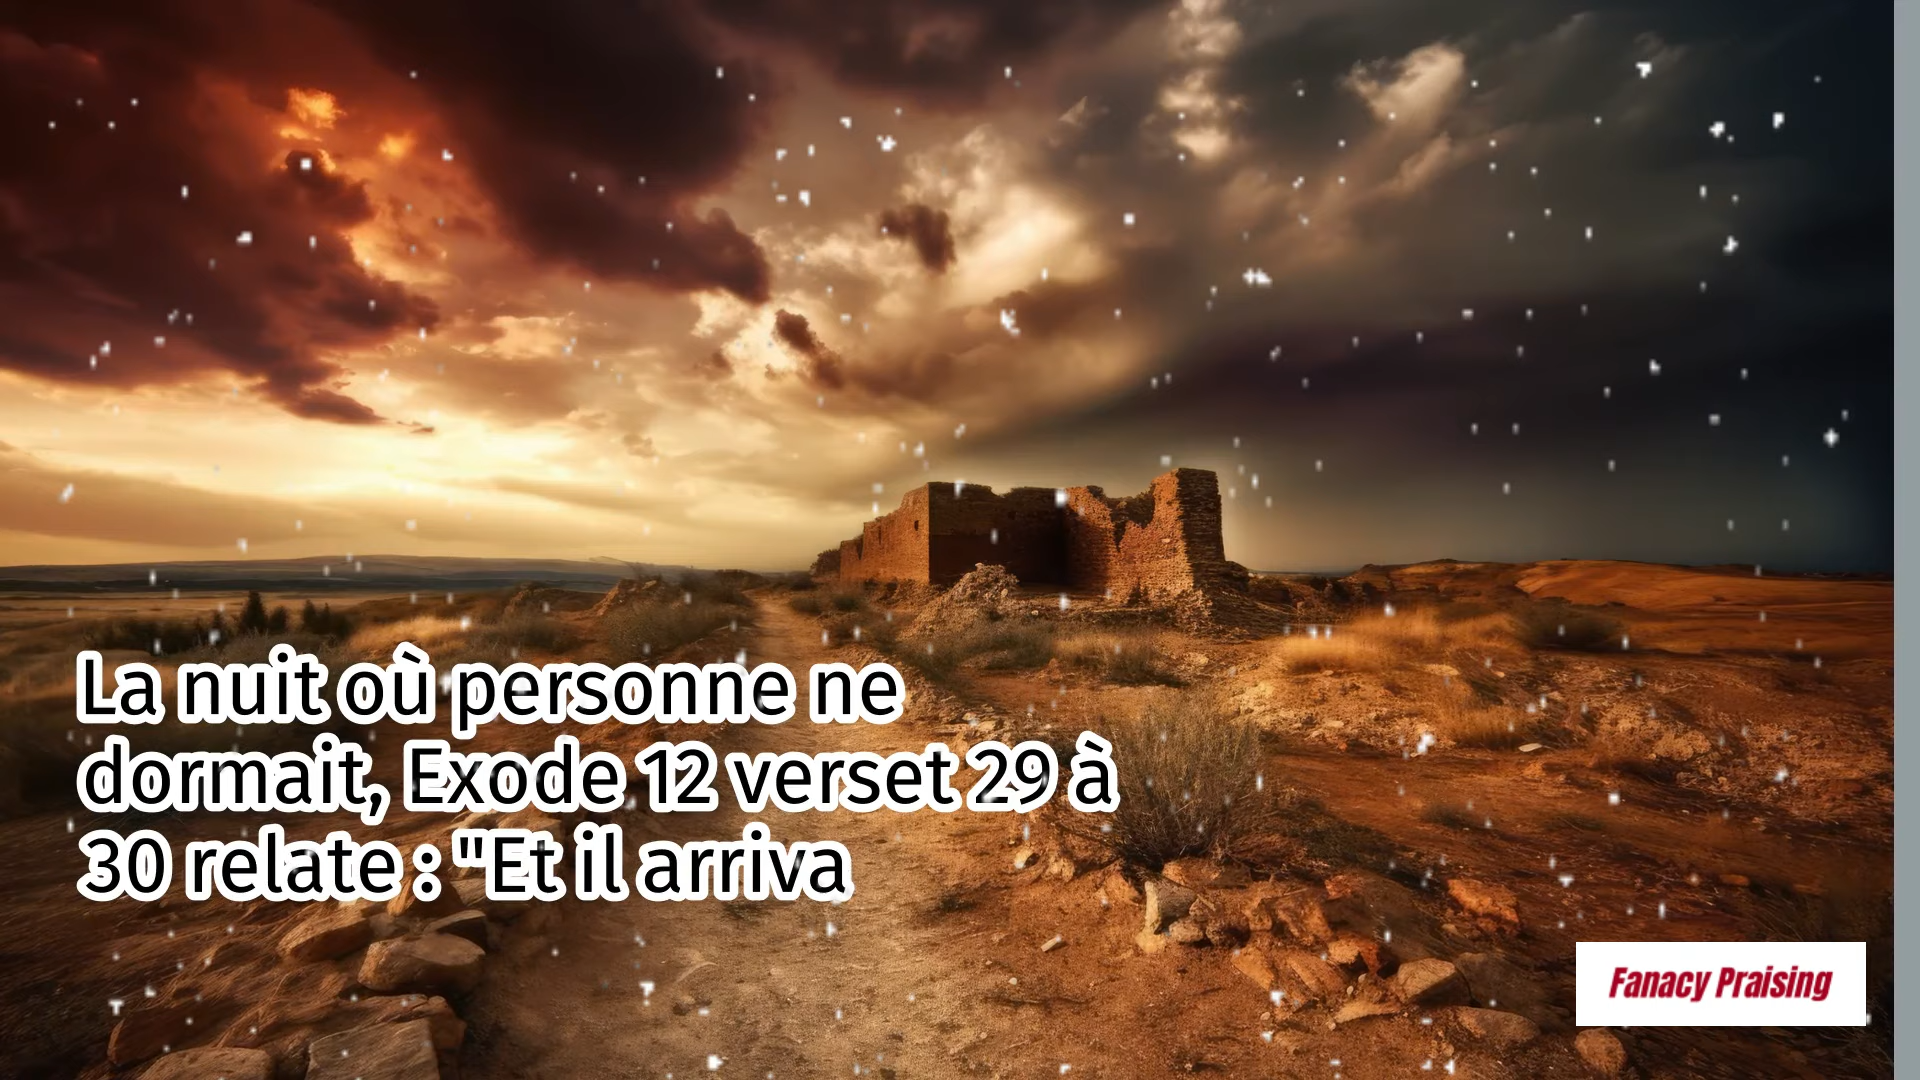 La nuit où personne ne
dormait, Exode 12 verset 29 à
30 relate : "Et il arriva
Fanacy Praising